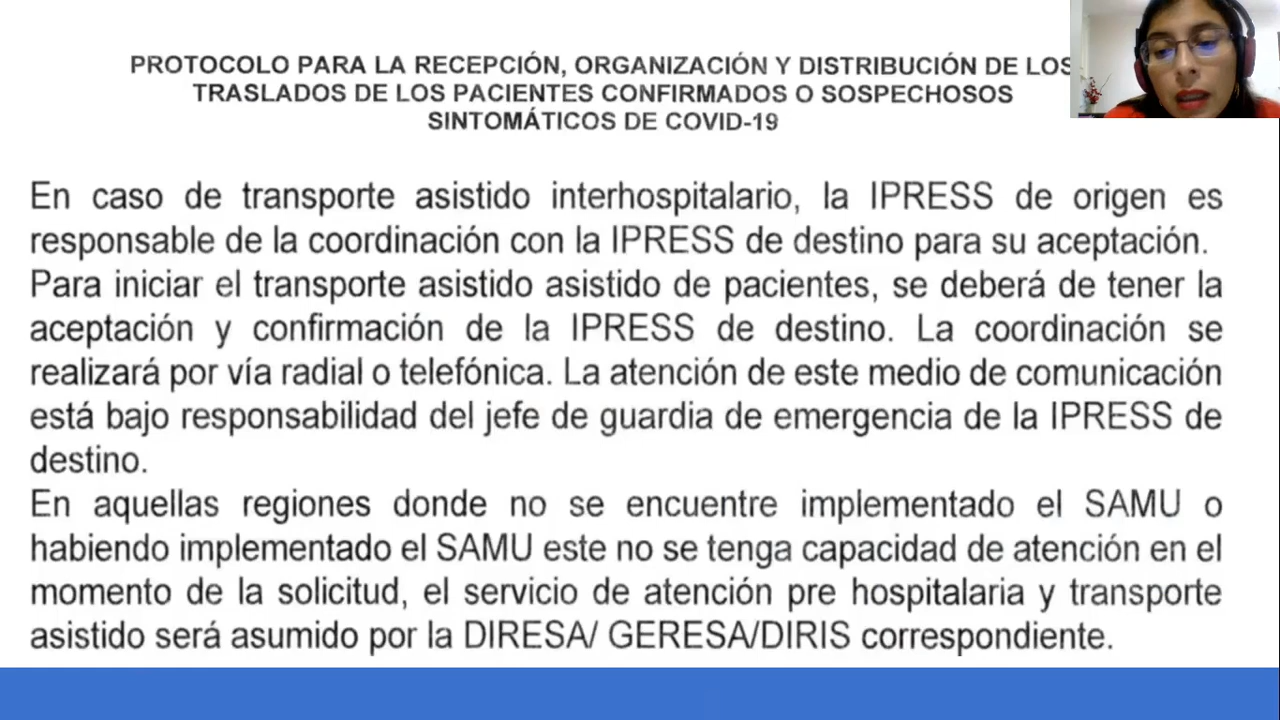 PROTOCOLO PARA LA RECEPCIÓN, ORGANIZACIÓN Y DISTRIBUCIÓN DE LOS
TRASLADOS DE LOS PACIENTES CONFIRMADOS O SOSPECHOSOS
SINTOMÁTICOS DE COVID-19
En caso de transporte asistido interhospitalario, la IPRESS de origen es
responsable de la coordinación con la IPRESS de destino para su aceptación.
Para iniciar el transporte asistido asistido de pacientes, se deberá de tener la
aceptación y confirmación de la IPRESS de destino. La coordinación se
realizará por vía radial o telefónica. La atención de este medio de comunicación
está bajo responsabilidad del jefe de guardia de emergencia de la IPRESS de
destino.
En aquellas regiones donde no se encuentre implementado el SAMU o
habiendo implementado el SAMU este no se tenga capacidad de atención en el
momento de la solicitud, el servicio de atención pre hospitalaria y transporte
asistido será asumido por la DIRESA/ GERESA/DIRIS correspondiente.